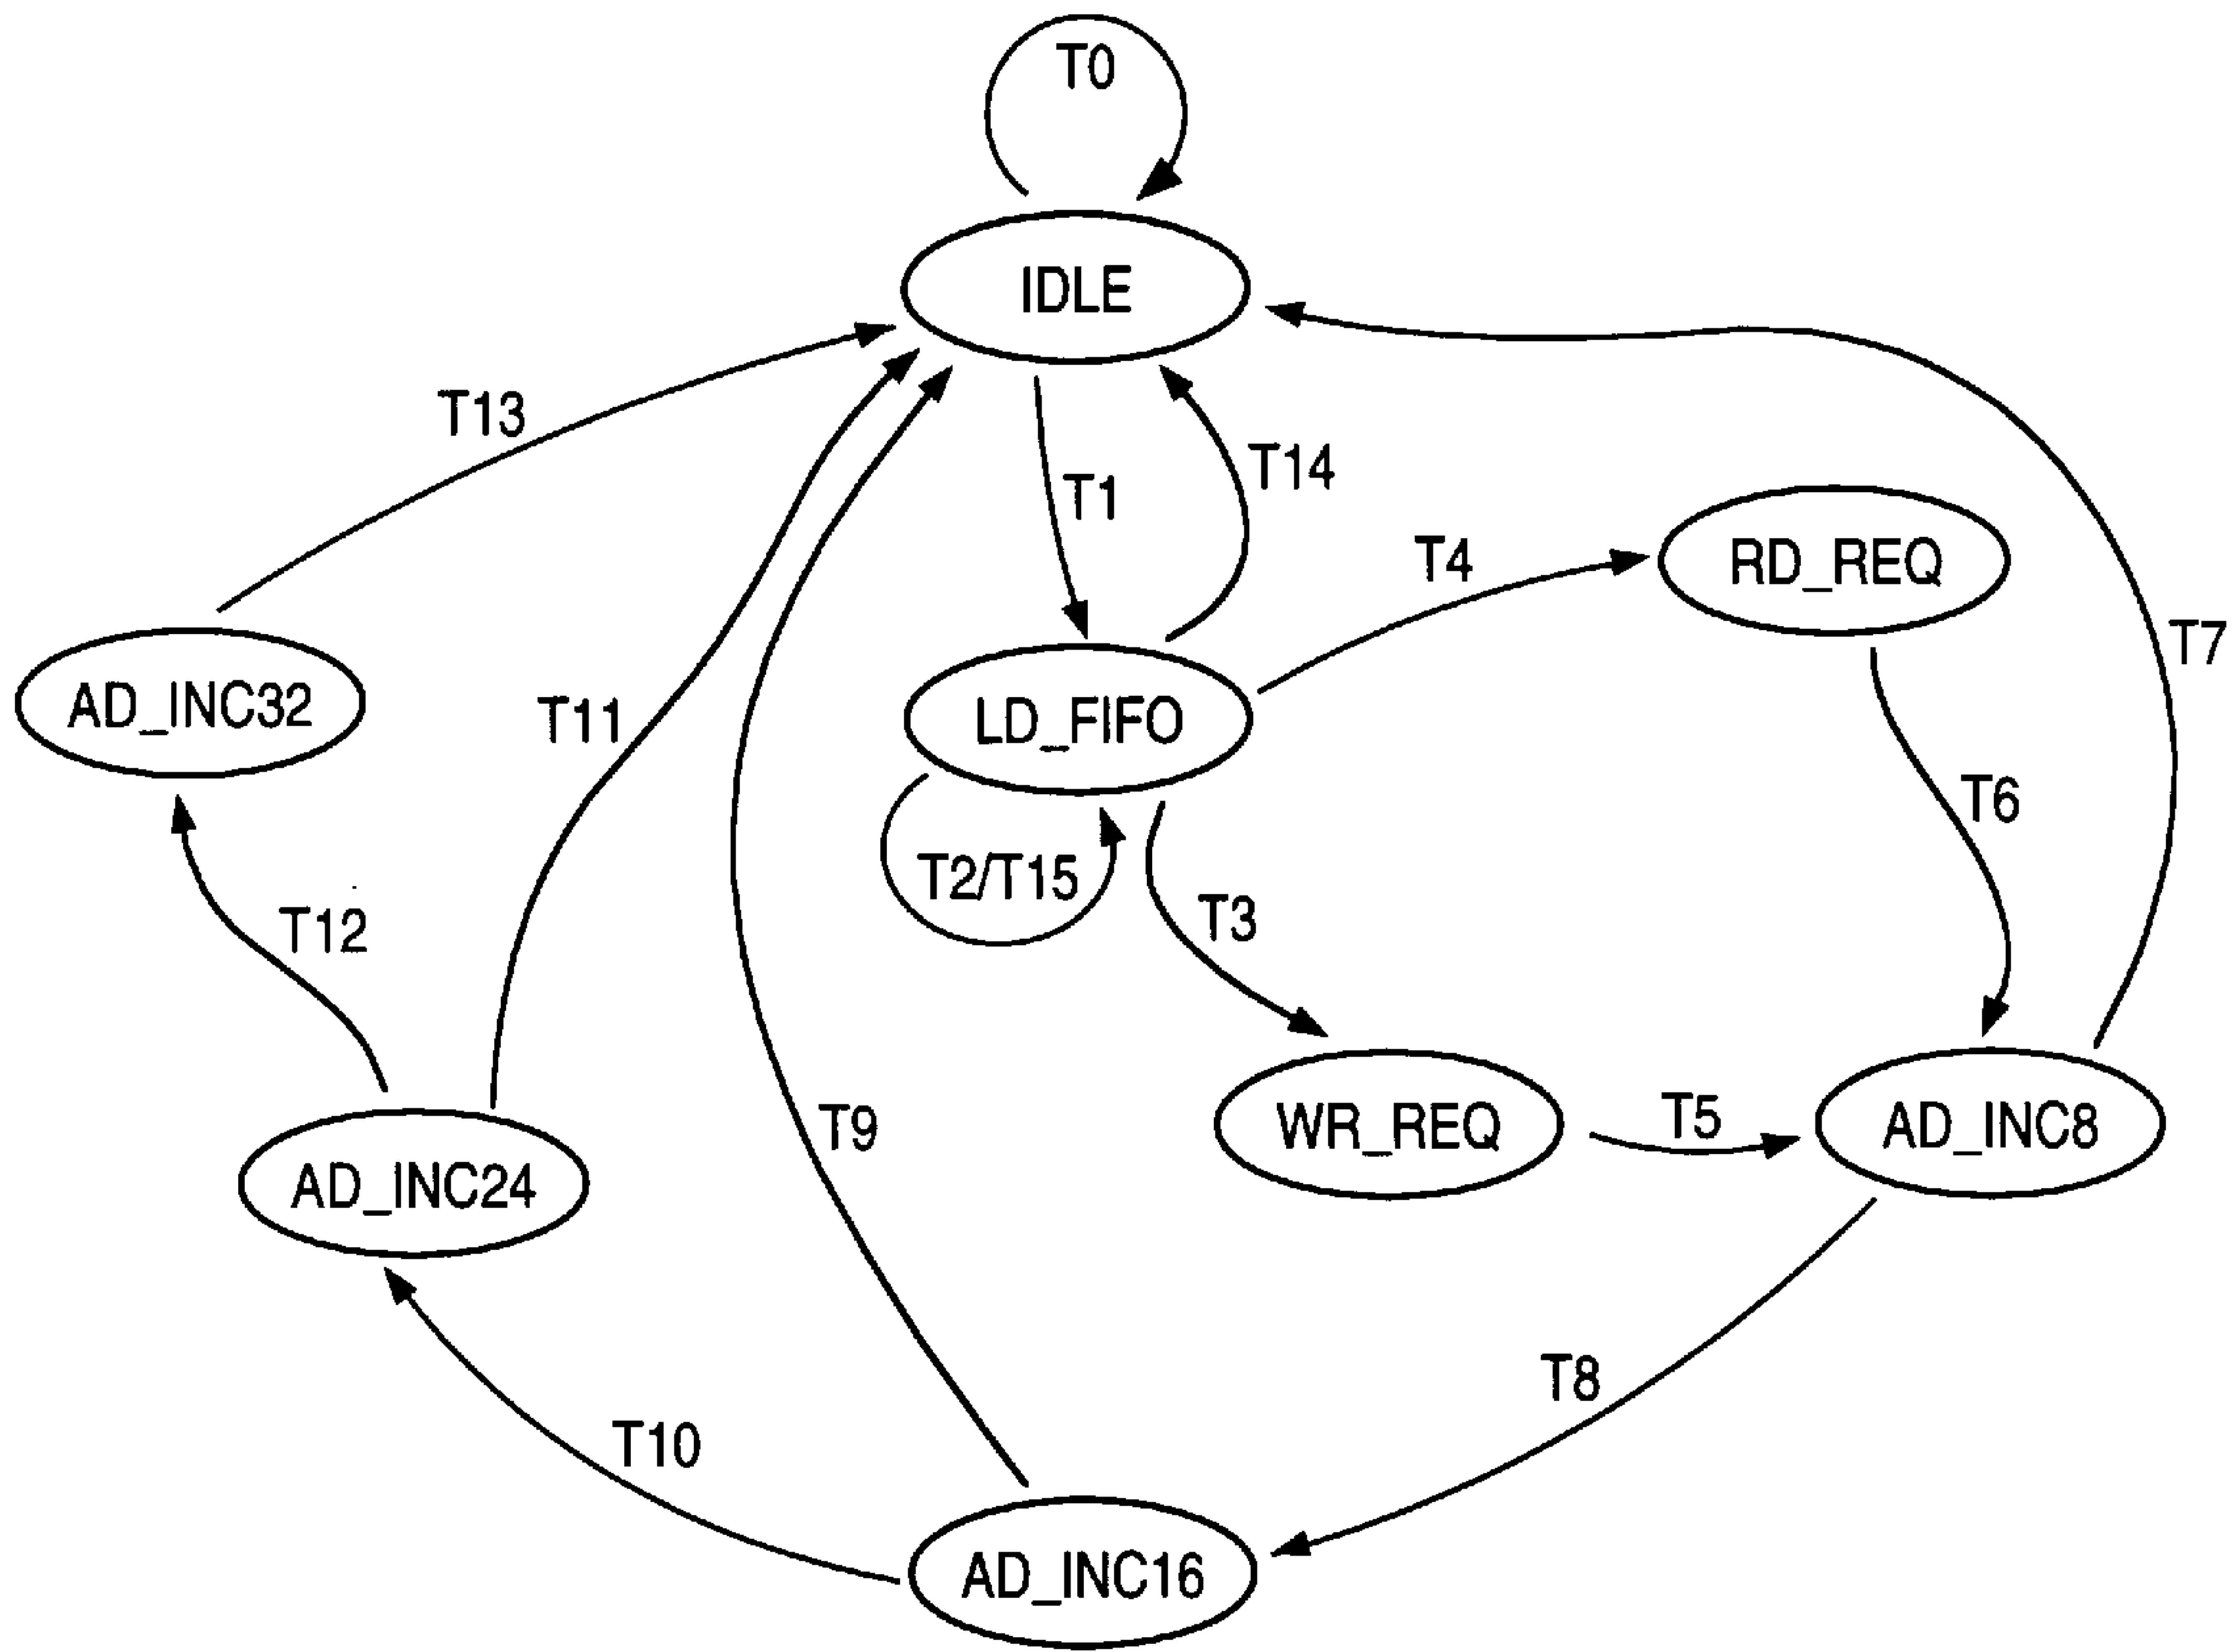 T0
IDLE
T13
T1
T14
T4
RD_REQ
T7
AD_INC32
T11
LD_FIFO
T6
T2/T15
T3
T12
T9
WR_REQ
T5
AD_INC8
AD_INC24
T8
T10
AD_INC16